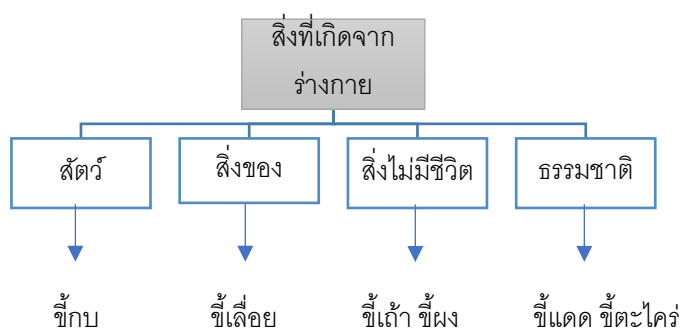 สิ่งที่เกิดจาก
ร่างกาย
สัตว์ สิ่งของ สิ่งไม่มีชีวิต ธรรมชาติ
ขี้กบ ขี้เลื่อย ขี้เถ้า ขี้ผง ขี้แดด ขี้ตะไคร่